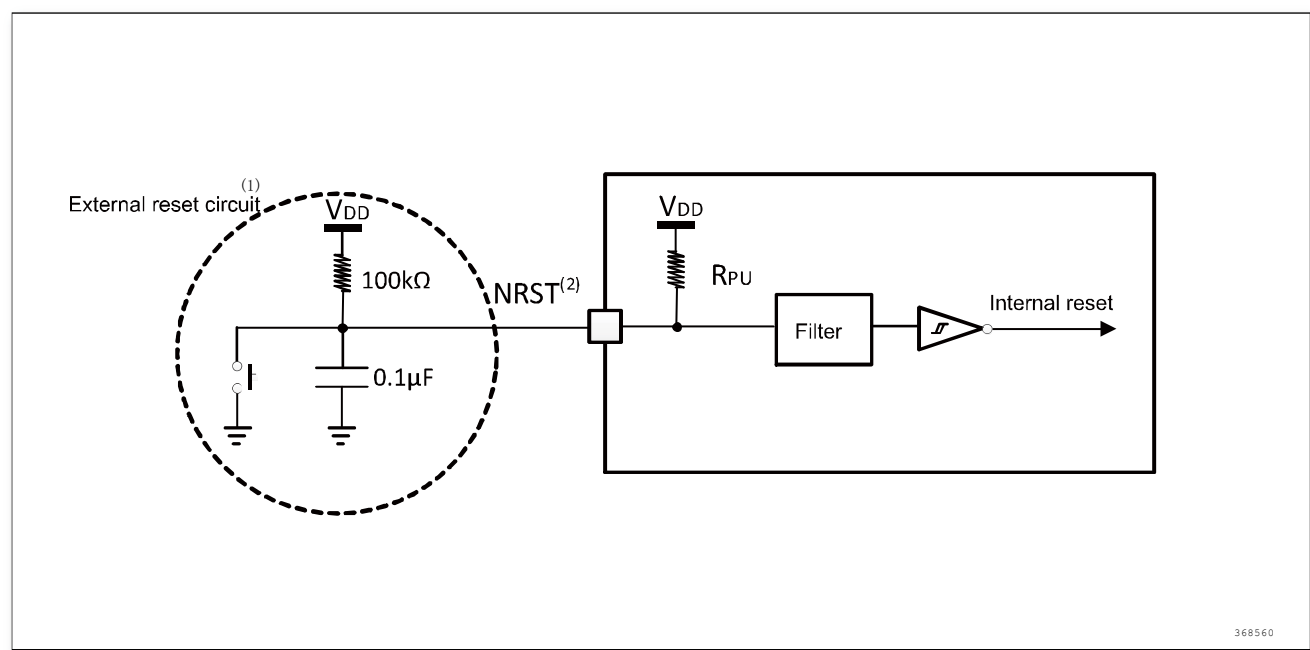 (1)
External reset circuit
VDD
100kΩ
0.1μF
NRST(2)
VDD
RPU
Filter
Internal reset
368560